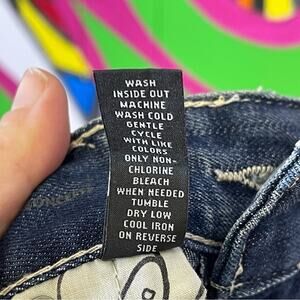 WASH
INSIDE OUT
MACHINE
WASH COLD
GENTLE
CYCLE
WITH LIKE
COLORS
ONLY NON-
CHLORINE
BLEACH
WHEN NEEDED
TUMBLE
DRY LOW
COOL IRON
ON REVERSE
SIDE